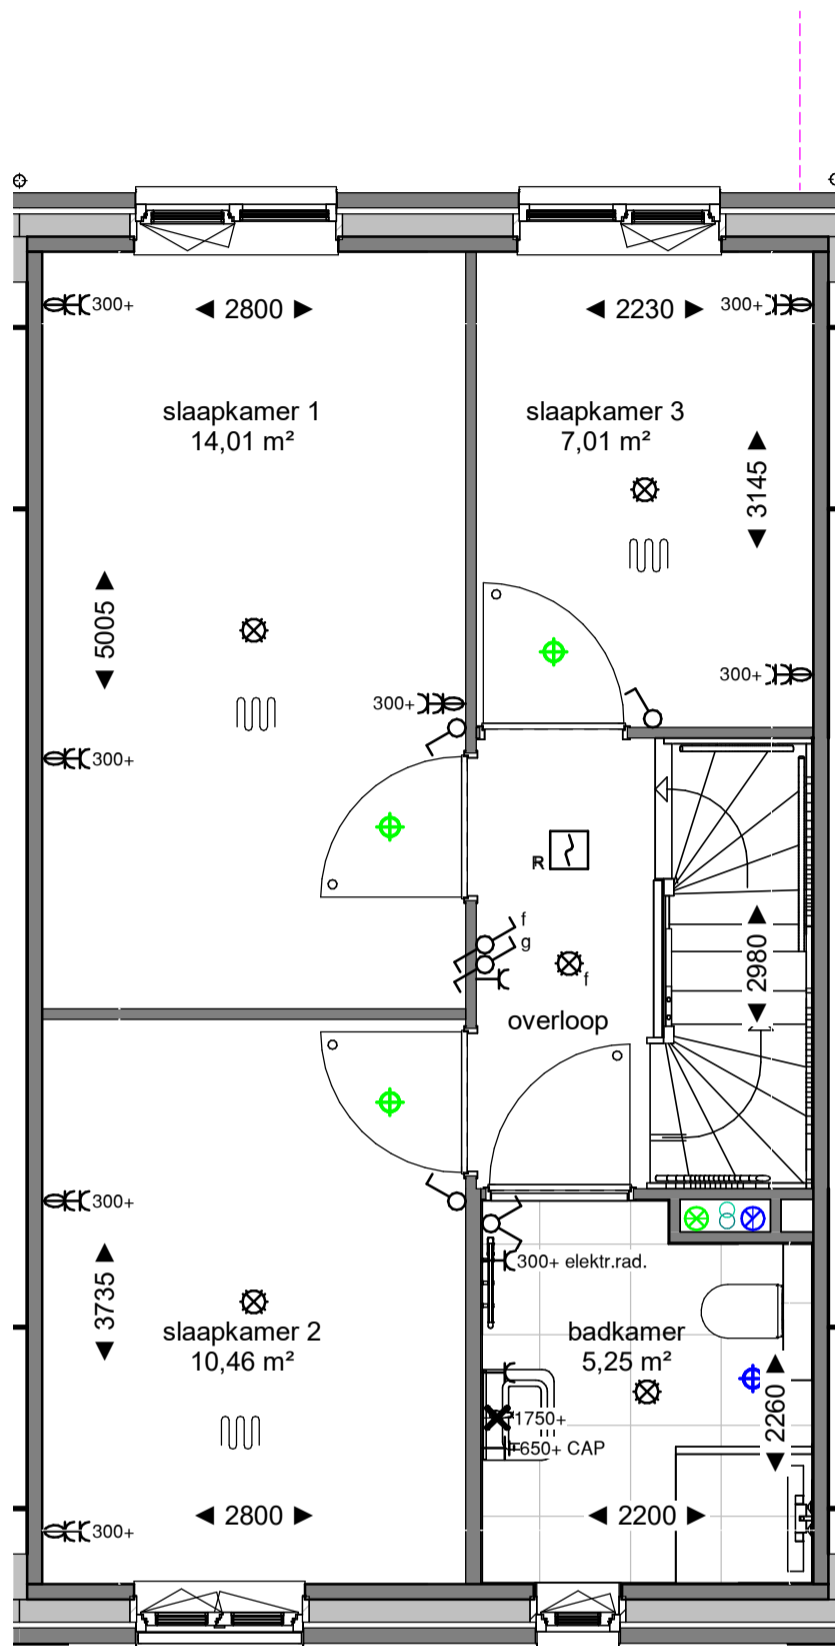 300+
◄ 2800 ►
◄ 2230 ►
300+
slaapkamer 1
14,01 m²
slaapkamer 3
7,01 m²
◄ 3145 ►
◄ 5005 ►
300+
300+
300+
R
f
g
f
◄ 2980 ►
overloop
300+
300+ elektr.rad.
◄ 3735 ►
slaapkamer 2
10,46 m²
badkamer
5,25 m²
◄ 2260 ►
1750+
650+ CAP
300+
◄ 2800 ►
◄ 2200 ►